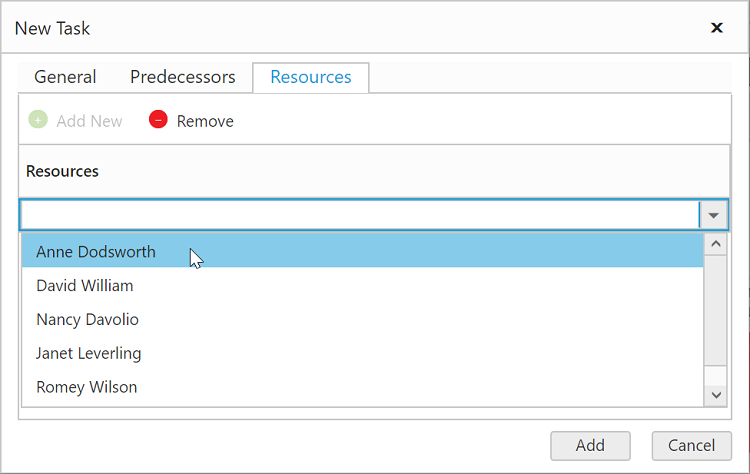 New Task
General Predecessors Resources
Add New Remove
Resources
Anne Dodsworth
David William
Nancy Davolio
Janet Leverling
Romey Wilson
Add Cancel